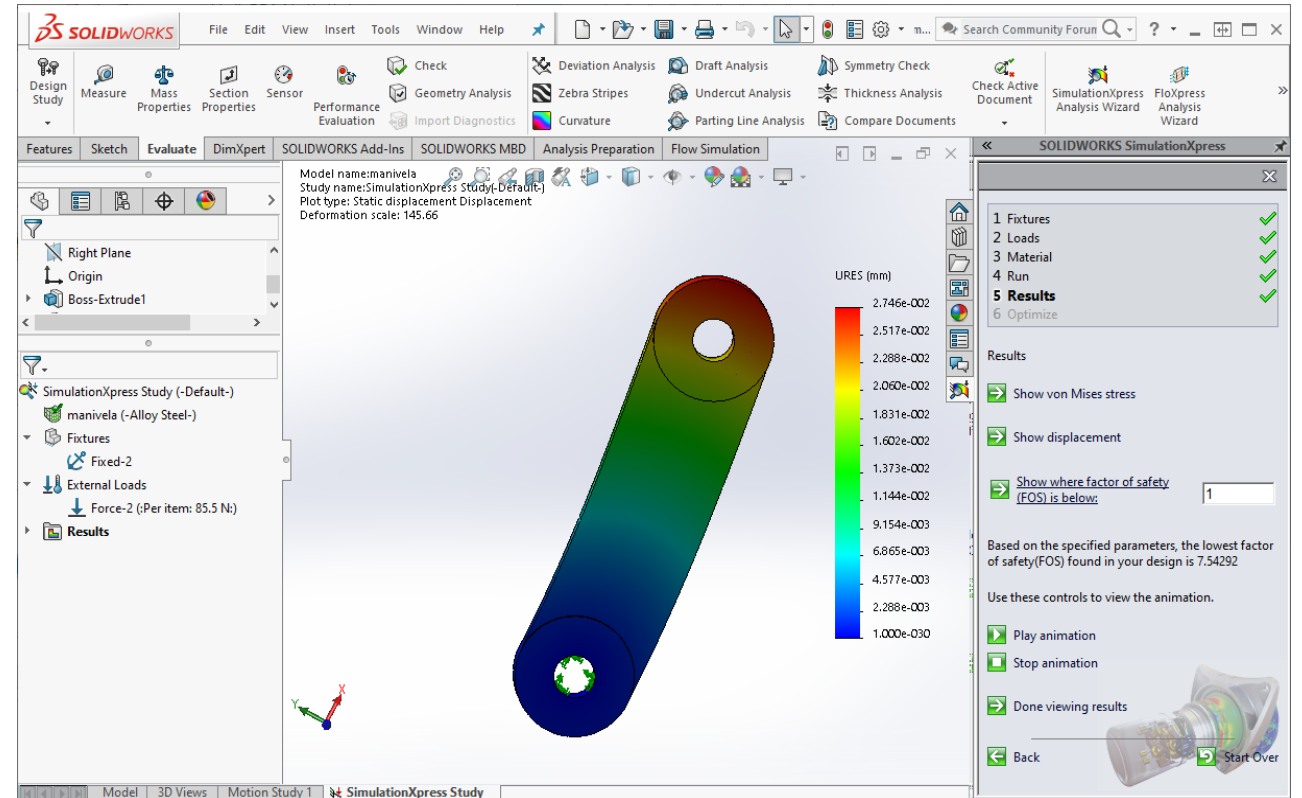 SOLIDWORKS File Edit View Insert Tools Window Help n... Search Community Forun ?
Design Study
Measure
Mass Properties
Section Properties
Sensor
Performance Evaluation
Check
Geometry Analysis
Import Diagnostics
Deviation Analysis
Zebra Stripes
Curvature
Draft Analysis
Undercut Analysis
Parting Line Analysis
Symmetry Check
Thickness Analysis
Compare Documents
Check Active Document
SimulationXpress Analysis Wizard
FloXpress Analysis Wizard
Features Sketch Evaluate DimXpert SOLIDWORKS Add-Ins SOLIDWORKS MBD Analysis Preparation Flow Simulation
Right Plane
Origin
Boss-Extrude1
SimulationXpress Study (-Default-)
manivela (-Alloy Steel-)
Fixtures
Fixed-2
External Loads
Force-2 (:Per item: 85.5 N:)
Results
Model name:manivela
Study name:SimulationXpress Study(-Default-)
Plot type: Static displacement Displacement
Deformation scale: 145.66
URES (mm)
2.746e-002
2.517e-002
2.288e-002
2.060e-002
1.831e-002
1.602e-002
1.373e-002
1.144e-002
9.154e-003
6.865e-003
4.577e-003
2.288e-003
1.000e-030
X
Y
SOLIDWORKS SimulationXpress
1 Fixtures
2 Loads
3 Material
4 Run
5 Results
6 Optimize
Results
Show von Mises stress
Show displacement
Show where factor of safety
(FOS) is below: 1
Based on the specified parameters, the lowest factor
of safety(FOS) found in your design is 7.54292
Use these controls to view the animation.
Play animation
Stop animation
Done viewing results
Back Start Over
Model 3D Views Motion Study 1 SimulationXpress Study